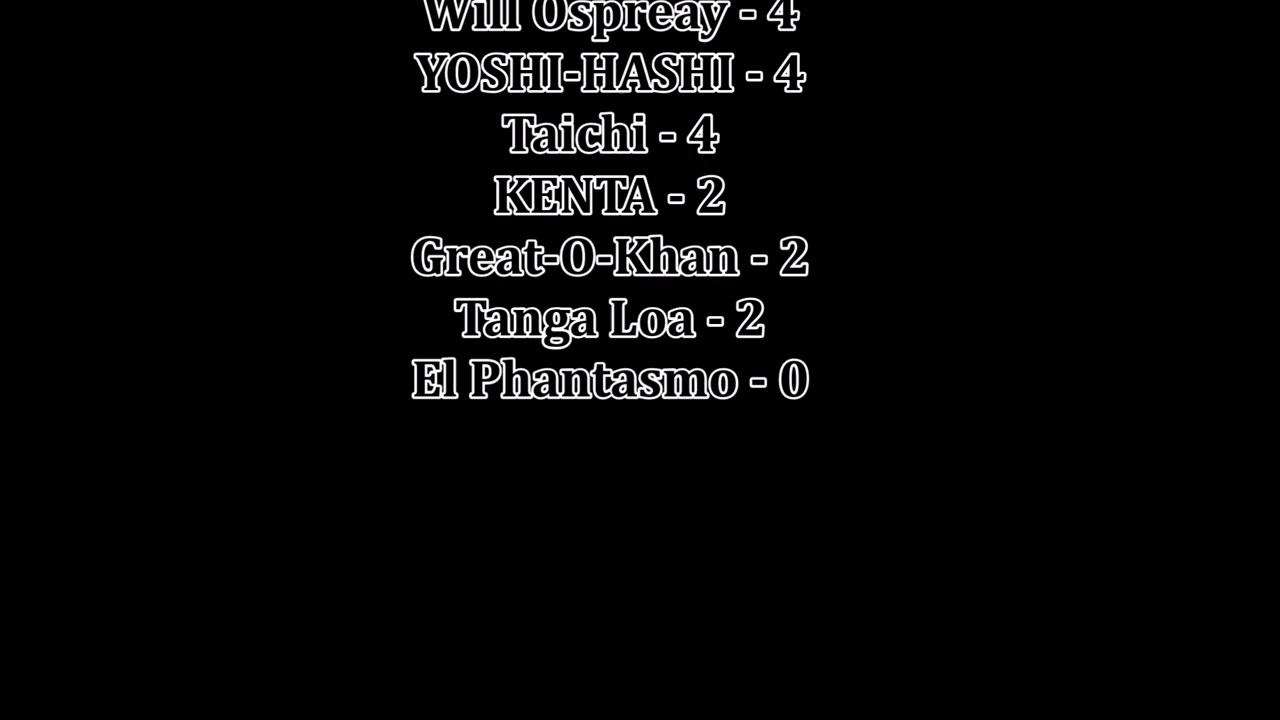 Will Ospreay - 4
YOSHI-HASHI - 4
Taichi - 4
KENTA - 2
Great-O-Khan - 2
Tanga Loa - 2
El Phantasmo - 0